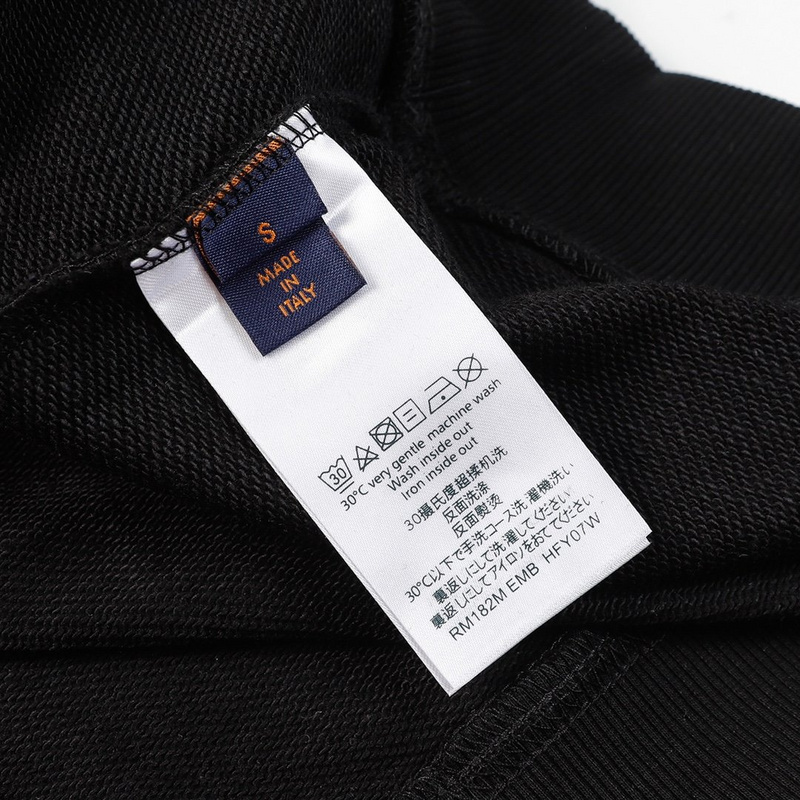 S
MADE
IN
ITALY
30
30°C very gentle machine wash
Wash inside out
Iron inside out
30摄氏度超揉机洗
反面洗涤
反面熨烫
30°C以下で手洗コース洗濯機洗い
裏返しにして洗濯してください
裏返しにしてアイロンをおてください
RM182M EMB HFY07W